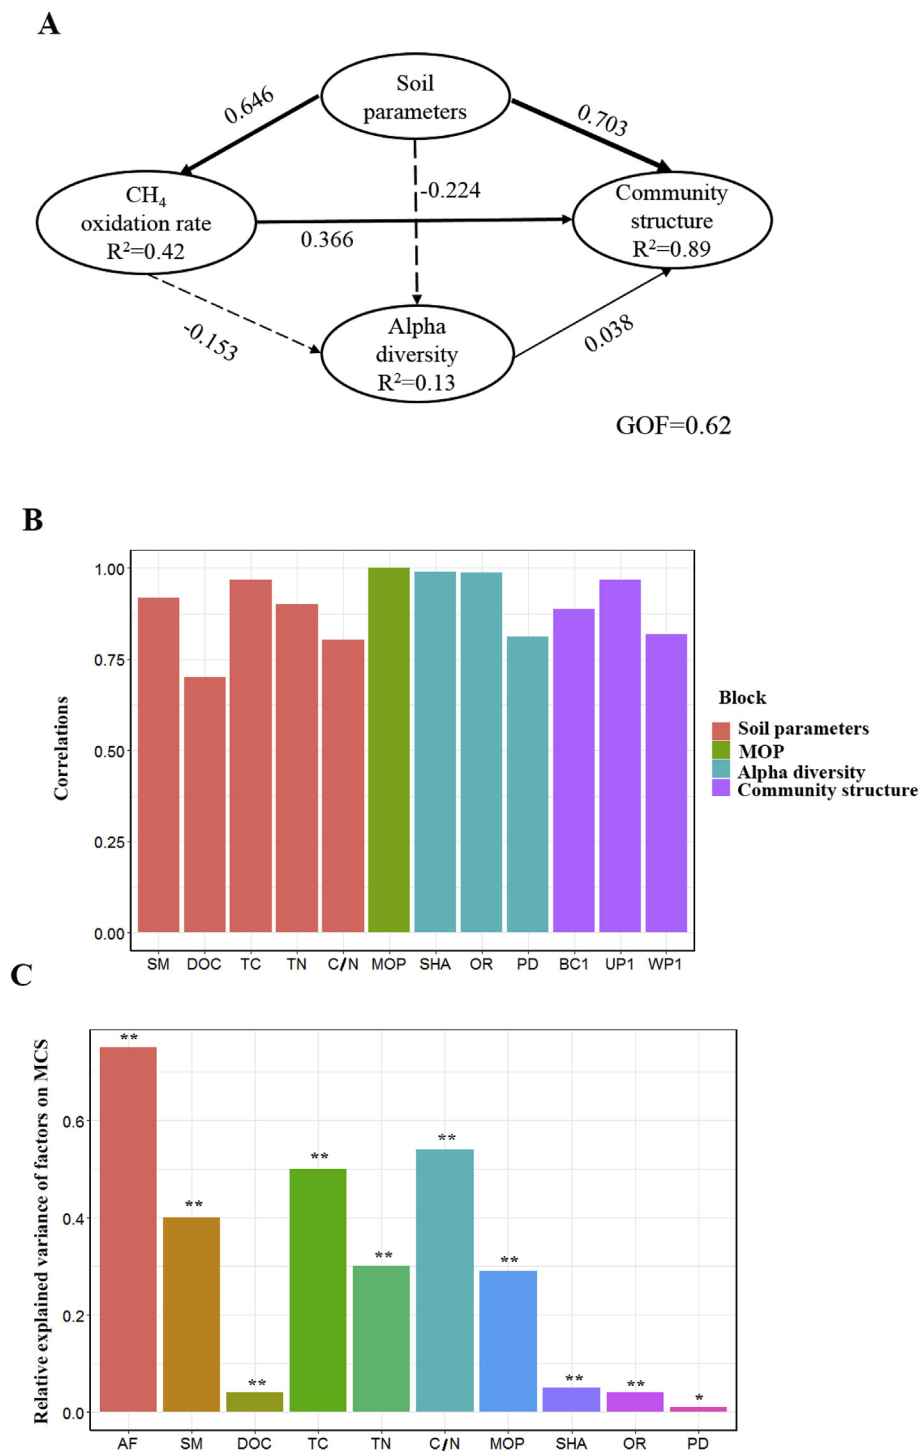 A
Soil
parameters
0.646
0.703
CH₄
oxidation rate
R²=0.42
-0.224
Community
structure
R²=0.89
0.366
Alpha
diversity
R²=0.13
-0.153
0.038
GOF=0.62
B
Correlations
1.00
0.75
0.50
0.25
0.00
SM DOC TC TN C/N MOP SHA OR PD BC1 UP1 WP1
Block
Soil parameters
MOP
Alpha diversity
Community structure
C
Relative explained variance of factors on MCS
0.6
0.4
0.2
0.0
** ** ** ** ** ** ** ** ** *
AF SM DOC TC TN C/N MOP SHA OR PD